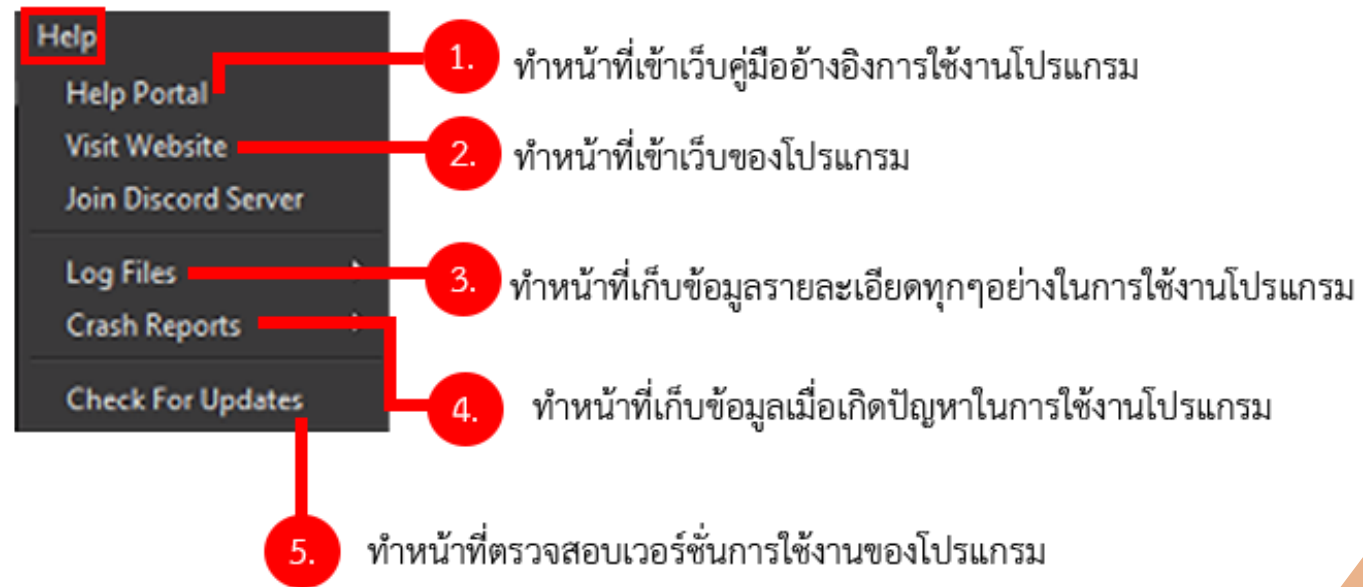 Help
Help Portal
1. ทำหน้าที่เข้าเว็บคู่มืออ้างอิงการใช้งานโปรแกรม
Visit Website
2. ทำหน้าที่เข้าเว็บของโปรแกรม
Join Discord Server
Log Files
3. ทำหน้าที่เก็บข้อมูลรายละเอียดทุกๆอย่างในการใช้งานโปรแกรม
Crash Reports
4. ทำหน้าที่เก็บข้อมูลเมื่อเกิดปัญหาในการใช้งานโปรแกรม
Check For Updates
5. ทำหน้าที่ตรวจสอบเวอร์ชั่นการใช้งานของโปรแกรม